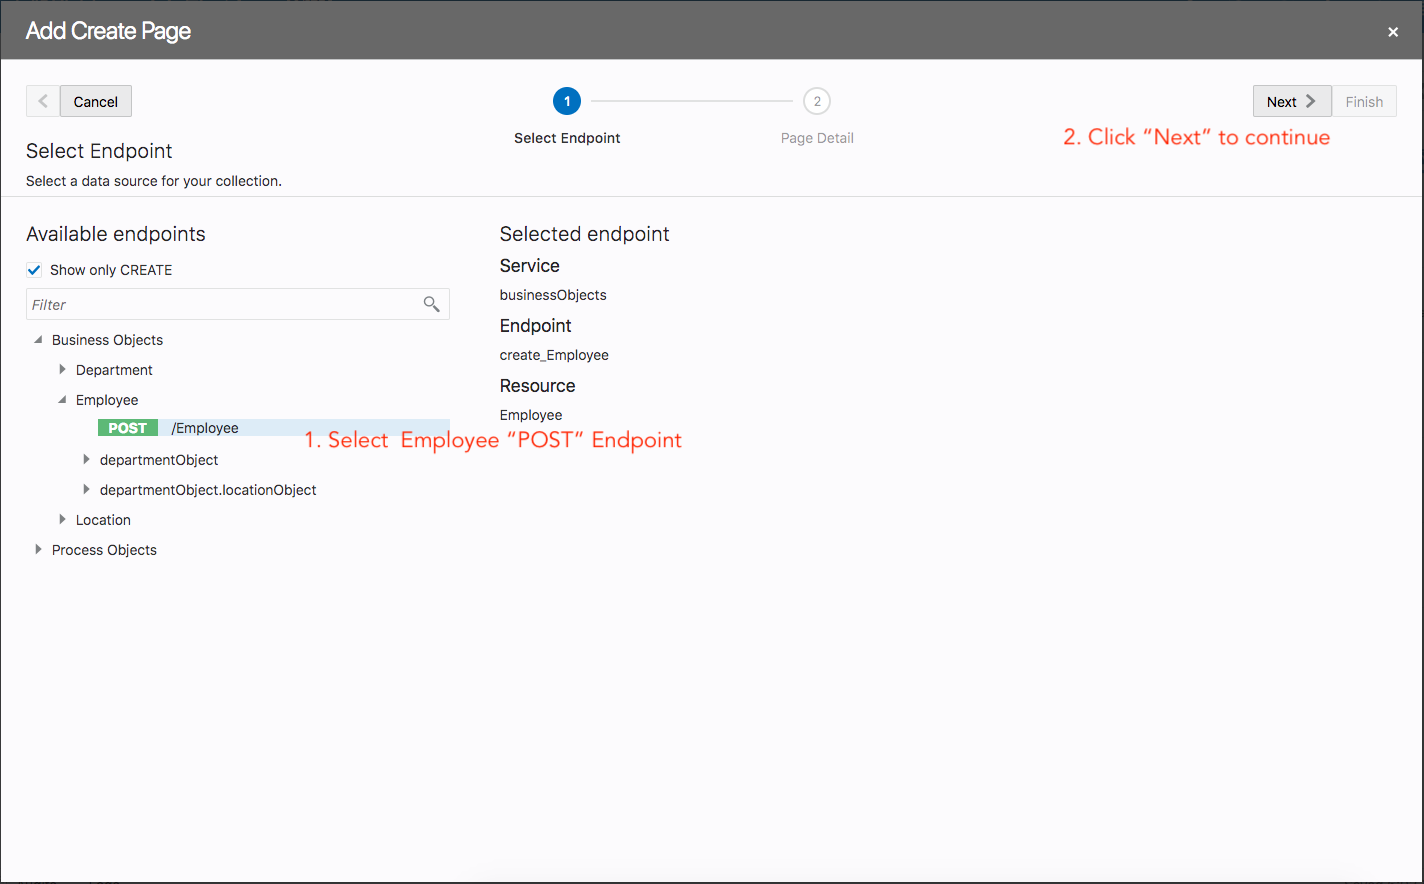 Add Create Page
×
Cancel
1
2
Next
Finish
Select Endpoint
Page Detail
2. Click “Next” to continue
Select Endpoint
Select a data source for your collection.
Available endpoints
Show only CREATE
Filter
Business Objects
Department
Employee
POST /Employee
departmentObject
departmentObject.locationObject
Location
Process Objects
Selected endpoint
Service
businessObjects
Endpoint
create_Employee
Resource
Employee
1. Select Employee “POST” Endpoint